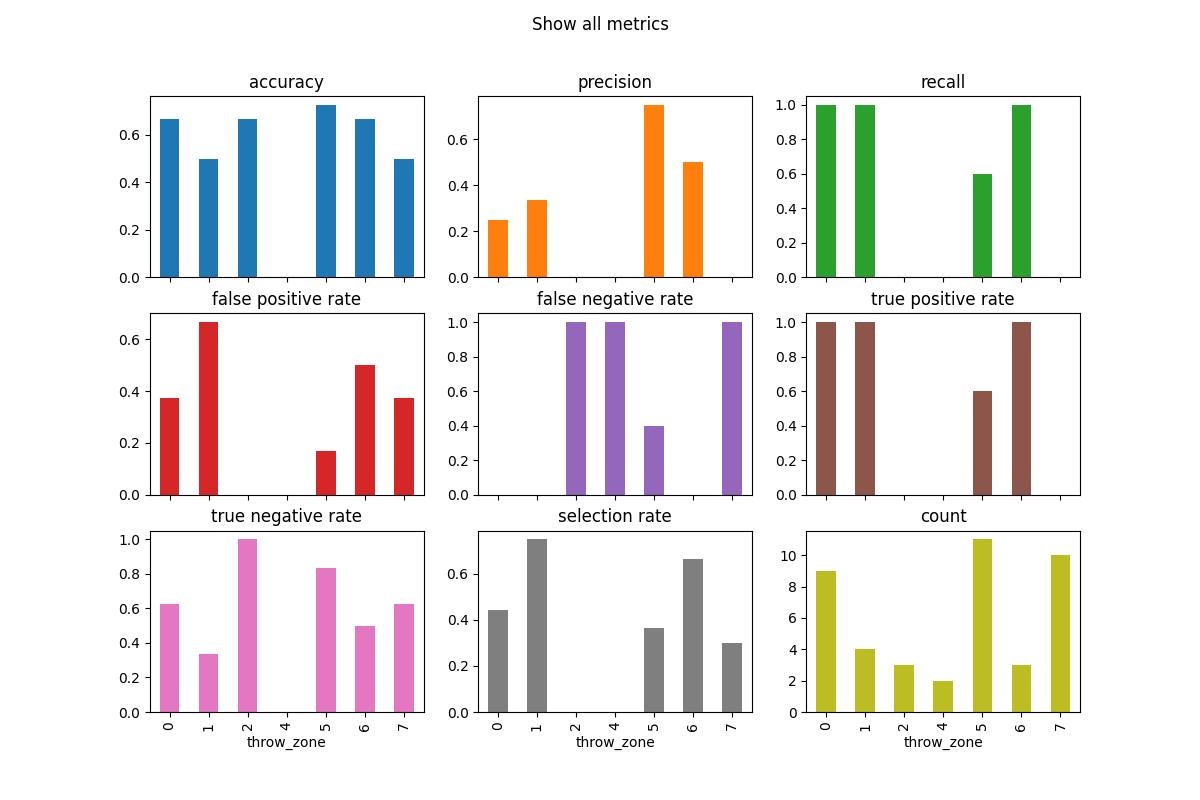 Show all metrics
accuracy
precision
recall
0.6
0.4
0.2
0.0
0.6
0.4
0.2
0.0
1.0
0.8
0.6
0.4
0.2
0.0
false positive rate
false negative rate
true positive rate
0.6
0.4
0.2
0.0
1.0
0.8
0.6
0.4
0.2
0.0
1.0
0.8
0.6
0.4
0.2
0.0
true negative rate
selection rate
count
1.0
0.8
0.6
0.4
0.2
0.0
0.6
0.4
0.2
0.0
10
8
6
4
2
0
0 1 2 4 5 6 7
0 1 2 4 5 6 7
0 1 2 4 5 6 7
throw_zone
throw_zone
throw_zone